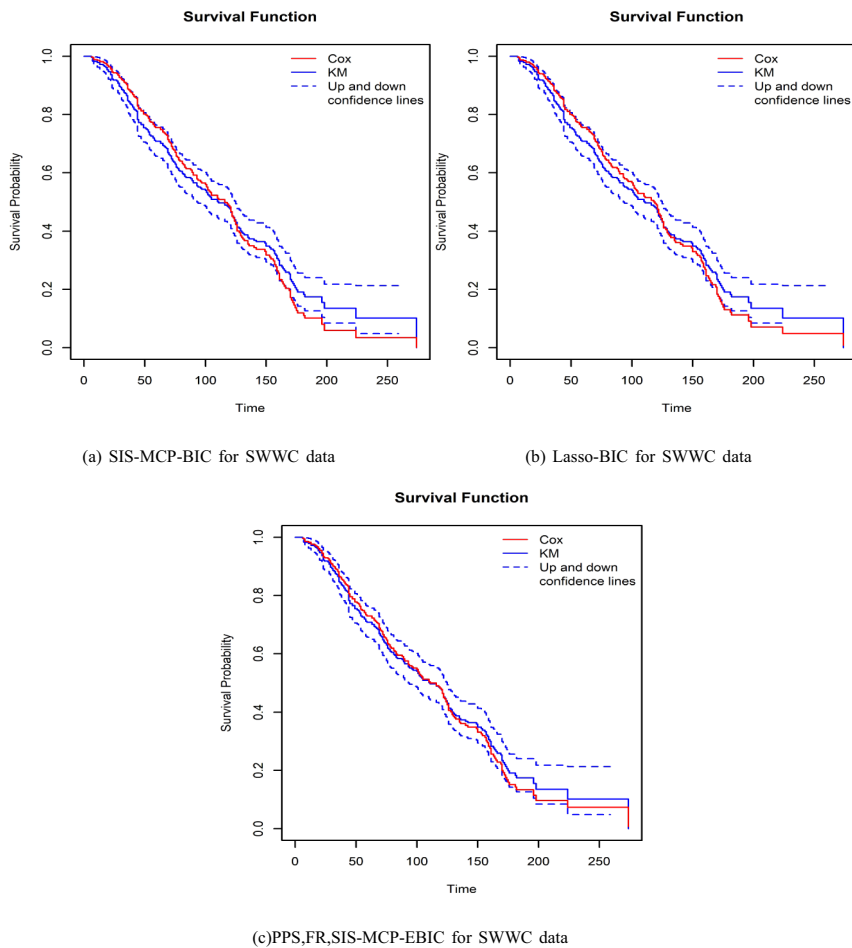 Survival Function
1.0
0.8
0.6
0.4
0.2
0.0
Survival Probability
Cox
KM
Up and down
confidence lines
0 50 100 150 200 250
Time
(a) SIS-MCP-BIC for SWWC data
Survival Function
1.0
0.8
0.6
0.4
0.2
0.0
Survival Probability
Cox
KM
Up and down
confidence lines
0 50 100 150 200 250
Time
(b) Lasso-BIC for SWWC data
Survival Function
1.0
0.8
0.6
0.4
0.2
0.0
Survival Probability
Cox
KM
Up and down
confidence lines
0 50 100 150 200 250
Time
(c)PPS,FR,SIS-MCP-EBIC for SWWC data